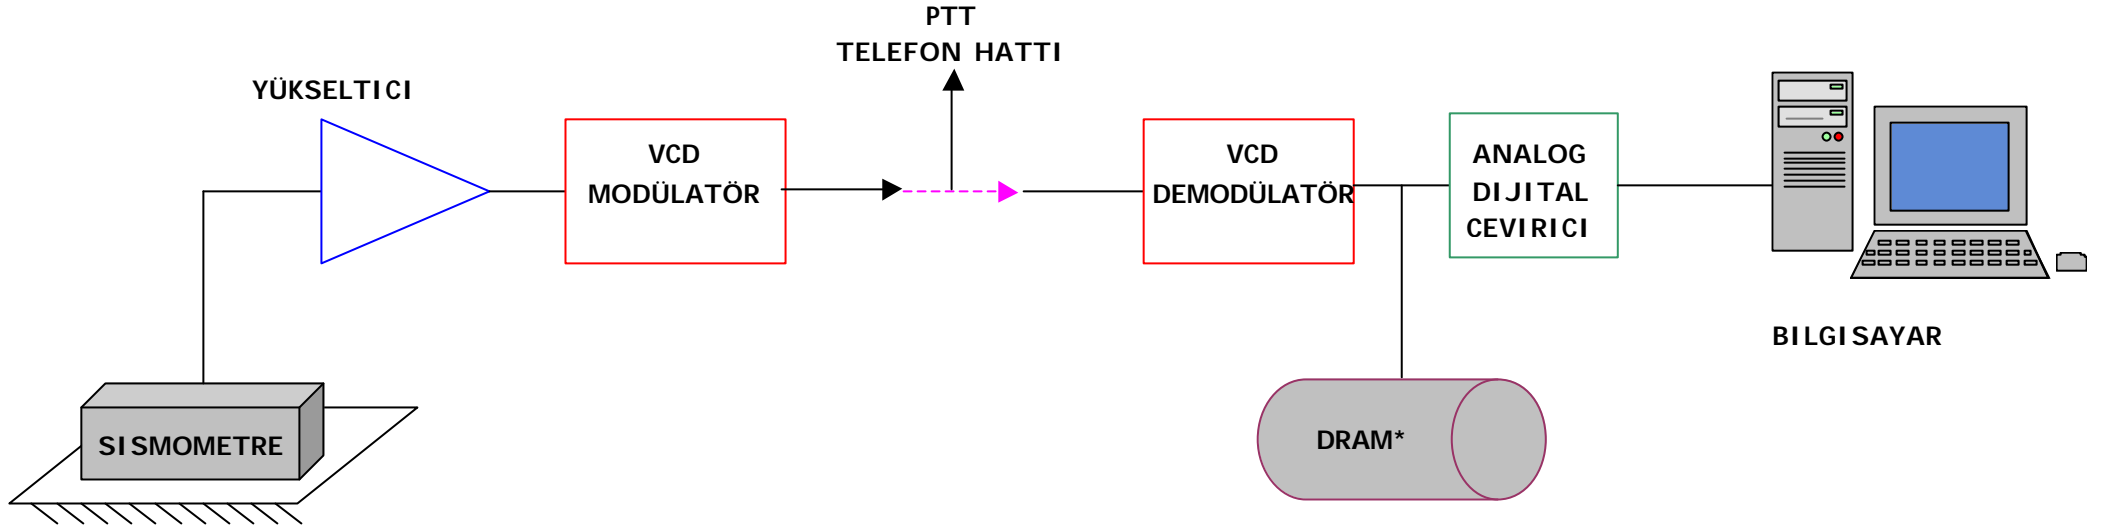 PTT
TELEFON HATTI
YÜKSELTICI
VCD
MODÜLATÖR
VCD
DEMODÜLATÖR
ANALOG
DIJITAL
CEVIRICI
BILGISAYAR
SISMOMETRE
DRAM*